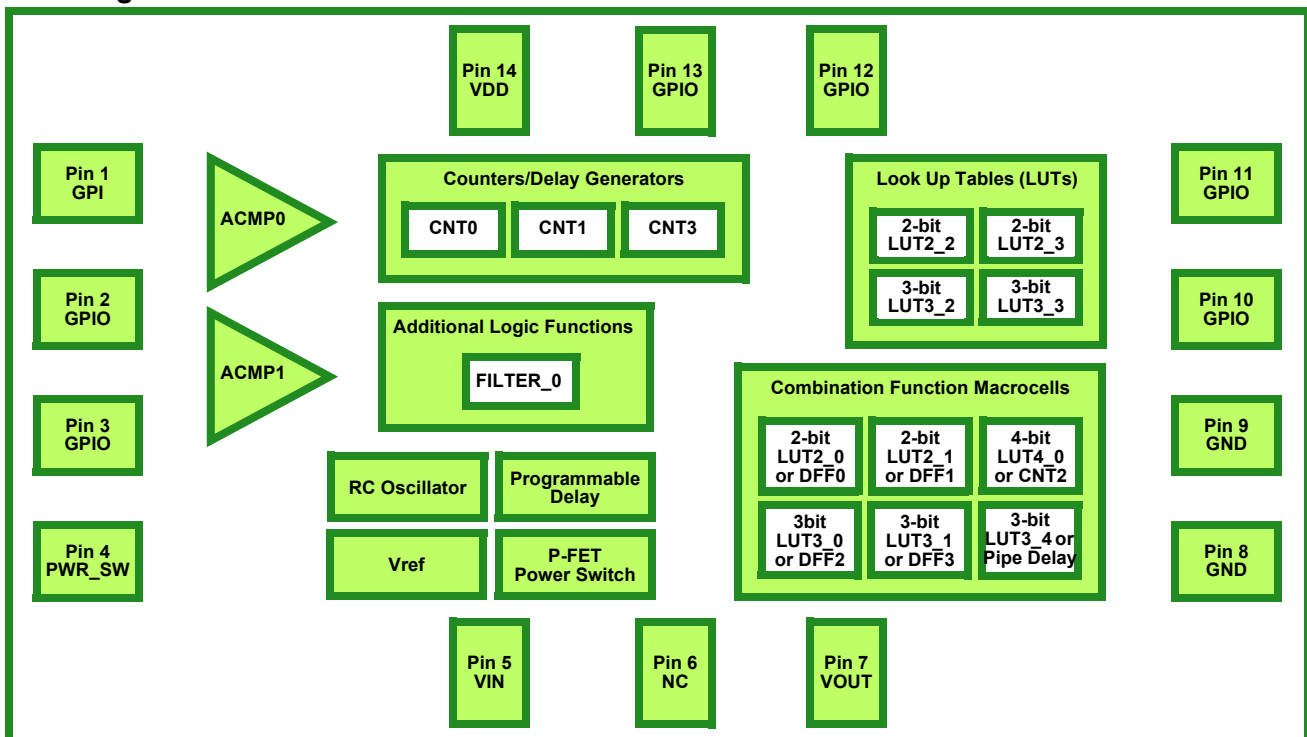 Pin 14
VDD
Pin 13
GPIO
Pin 12
GPIO
Pin 1
GPI
ACMP0
Counters/Delay Generators
CNT0
CNT1
CNT3
Look Up Tables (LUTs)
2-bit
LUT2_2
2-bit
LUT2_3
3-bit
LUT3_2
3-bit
LUT3_3
Pin 11
GPIO
Pin 2
GPIO
ACMP1
Additional Logic Functions
FILTER_0
Pin 10
GPIO
Pin 3
GPIO
RC Oscillator
Programmable
Delay
Vref
P-FET
Power Switch
Combination Function Macrocells
2-bit
LUT2_0
or DFF0
2-bit
LUT2_1
or DFF1
4-bit
LUT4_0
or CNT2
3bit
LUT3_0
or DFF2
3-bit
LUT3_1
or DFF3
3-bit
LUT3_4 or
Pipe Delay
Pin 9
GND
Pin 4
PWR_SW
Pin 8
GND
Pin 5
VIN
Pin 6
NC
Pin 7
VOUT